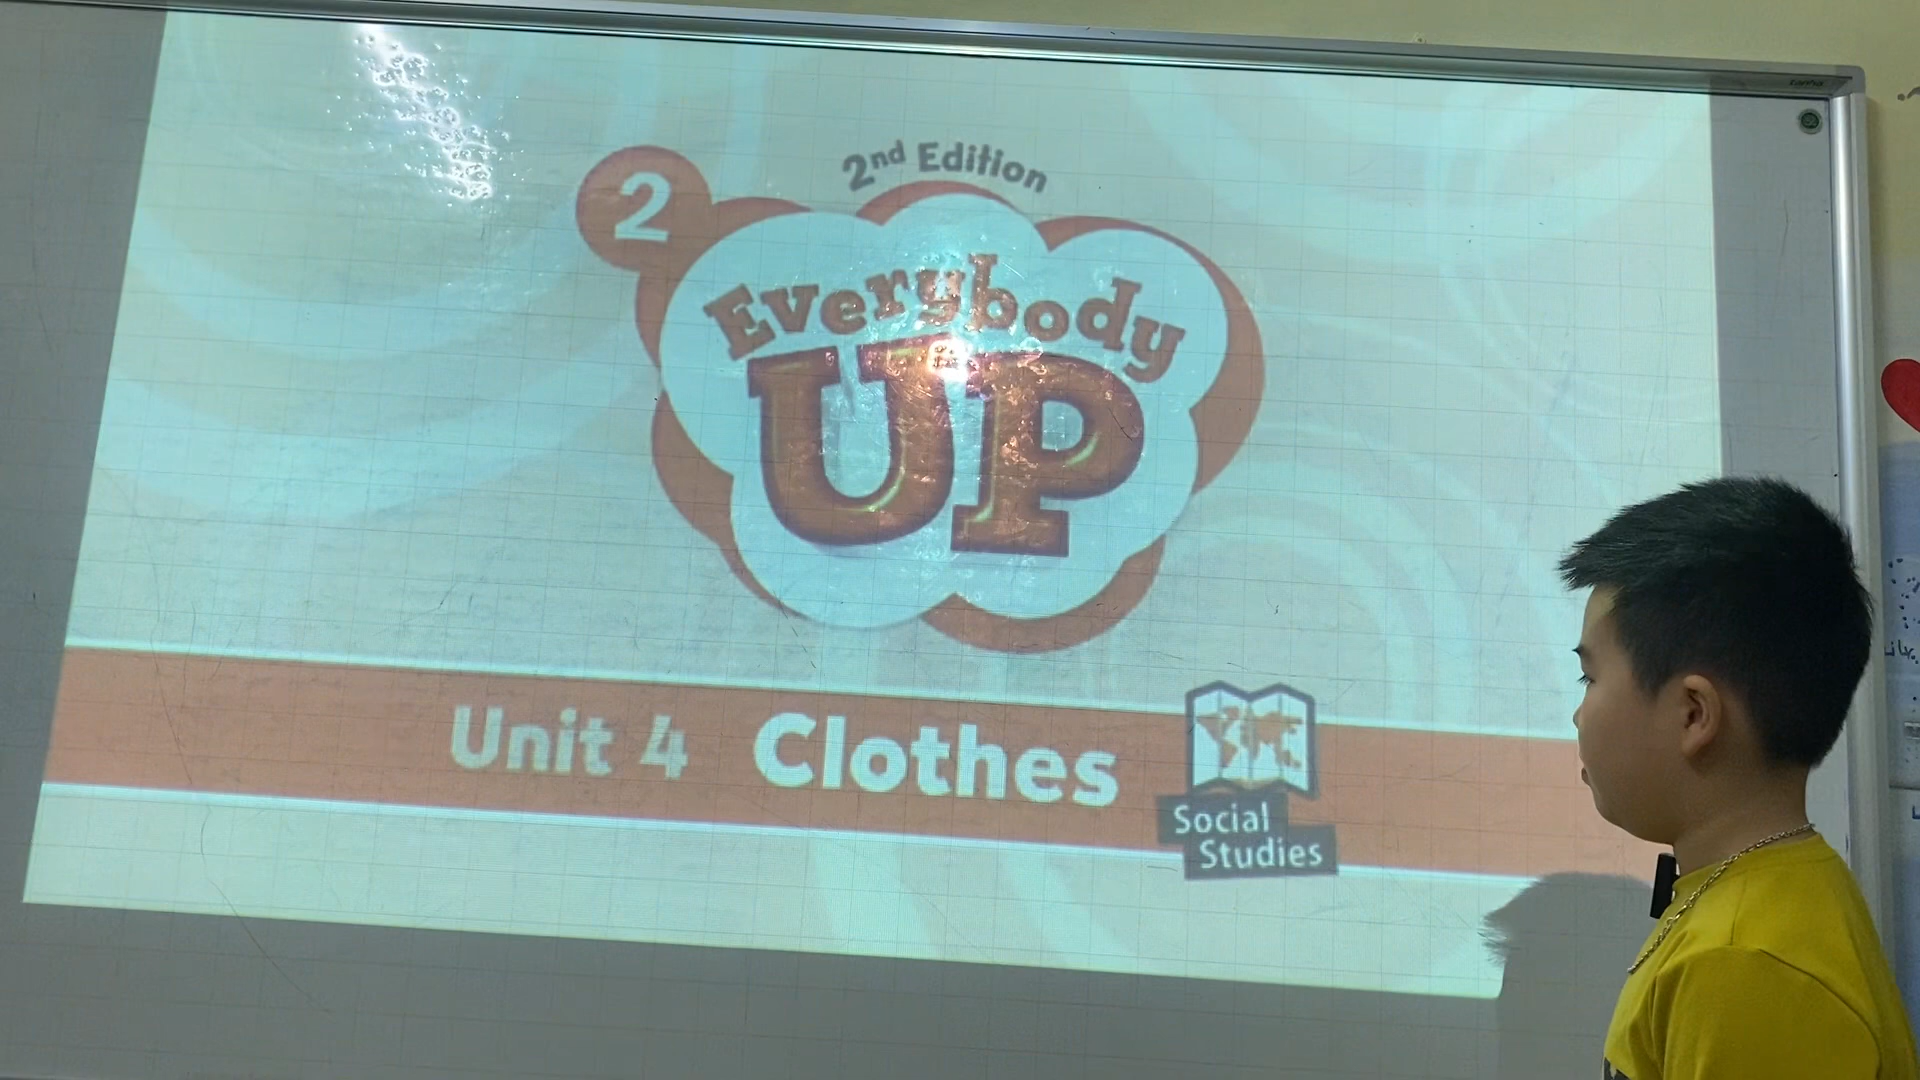 2nd Edition
2
Everybody
UP
Unit 4 Clothes
Social
Studies